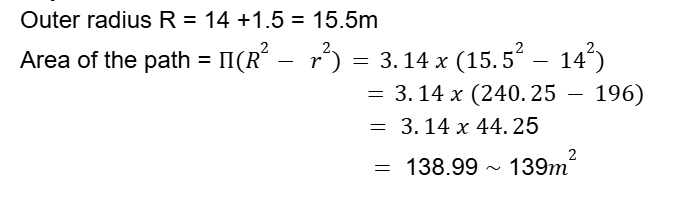 Outer radius R = 14 +1.5 = 15.5m
Area of the path = Π(R² − r²) = 3.14 x (15.5² − 14²)
= 3.14 x (240.25 − 196)
= 3.14 x 44.25
= 138.99 ~ 139m²